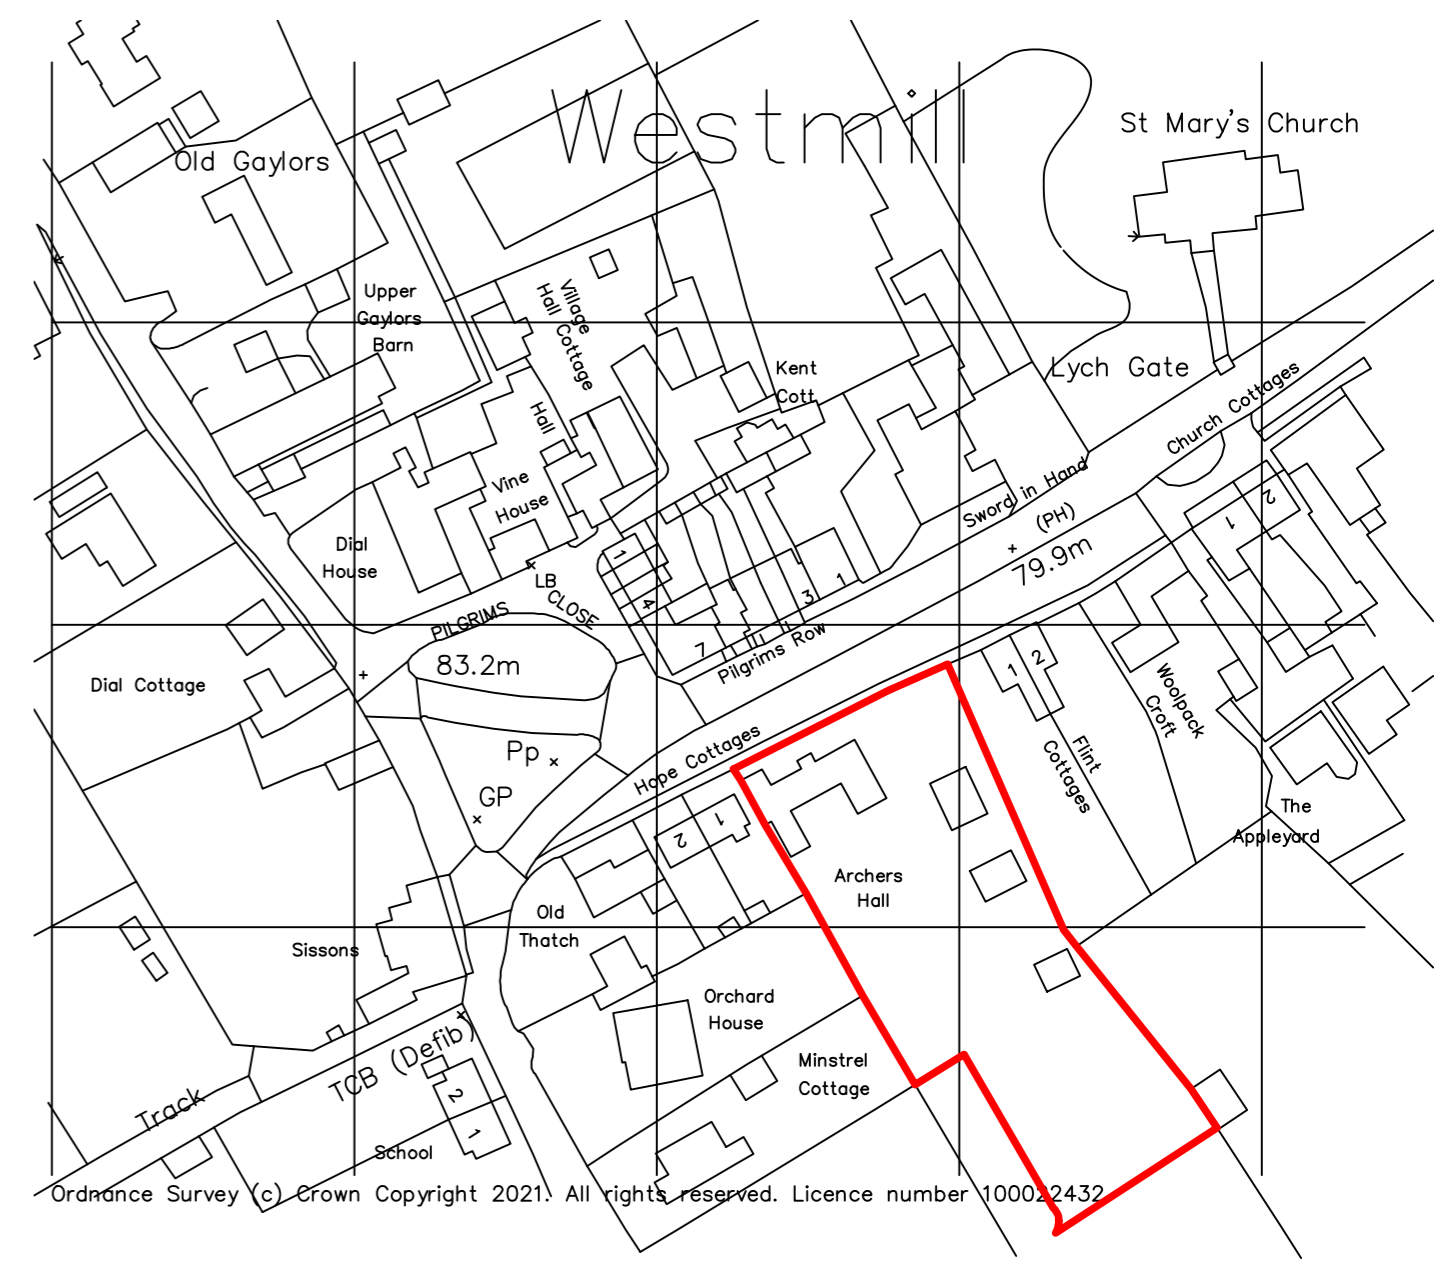 Westmill
St Mary's Church
Old Gaylors
Upper
Gaylors
Barn
Village
Hall Cottage
Hall
Kent
Cott
Lych Gate
Church Cottages
Vine
House
Sword in Hand
(PH)
79.9m
Dial
House
LB
PILGRIMS
CLOSE
1
4
7
3
1
Pilgrims Row
1
2
83.2m
Dial Cottage
1
2
Woolpack
Croft
Flint
Cottages
Hope Cottages
Pp
GP
2
1
The
Appleyard
Archers
Hall
Old
Thatch
Sissons
Orchard
House
Minstrel
Cottage
TCB (Defib)
Track
2
1
School
Ordnance Survey (c) Crown Copyright 2021. All rights reserved. Licence number 100022432